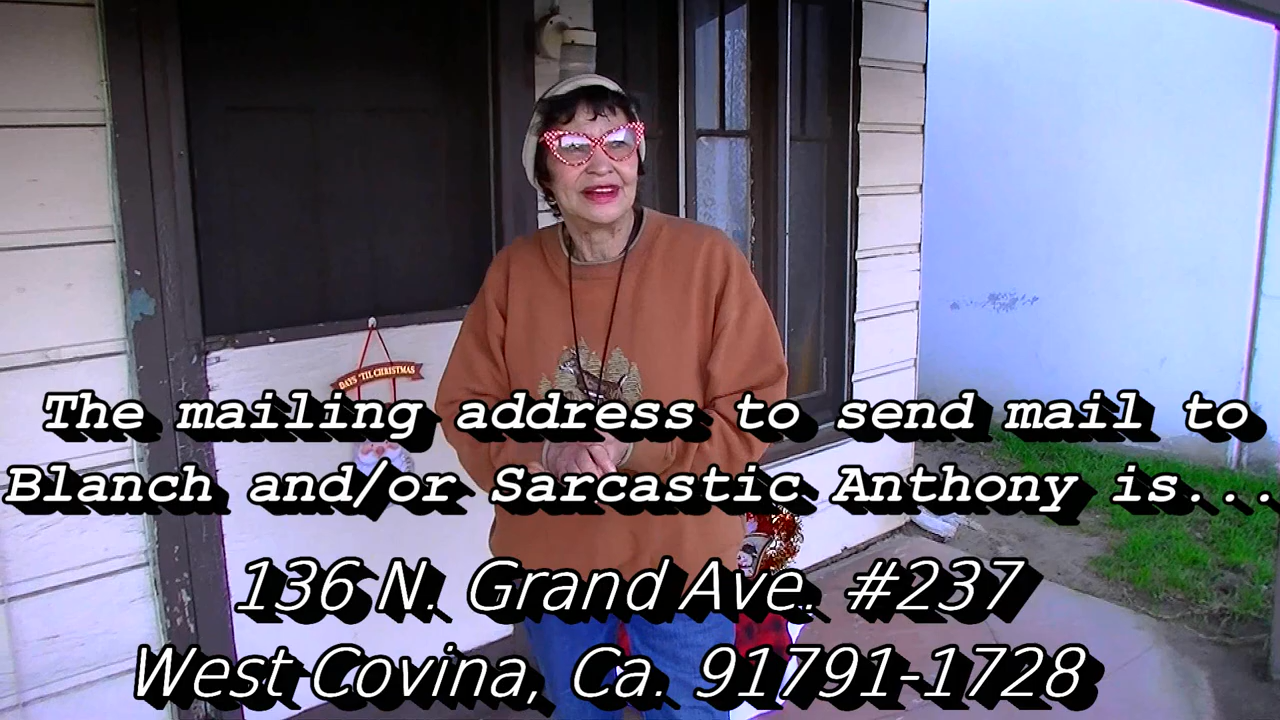 DAYS 'TIL CHRISTMAS
The mailing address to send mail to
Blanch and/or Sarcastic Anthony is...
136 N. Grand Ave. #237
West Covina, Ca. 91791-1728